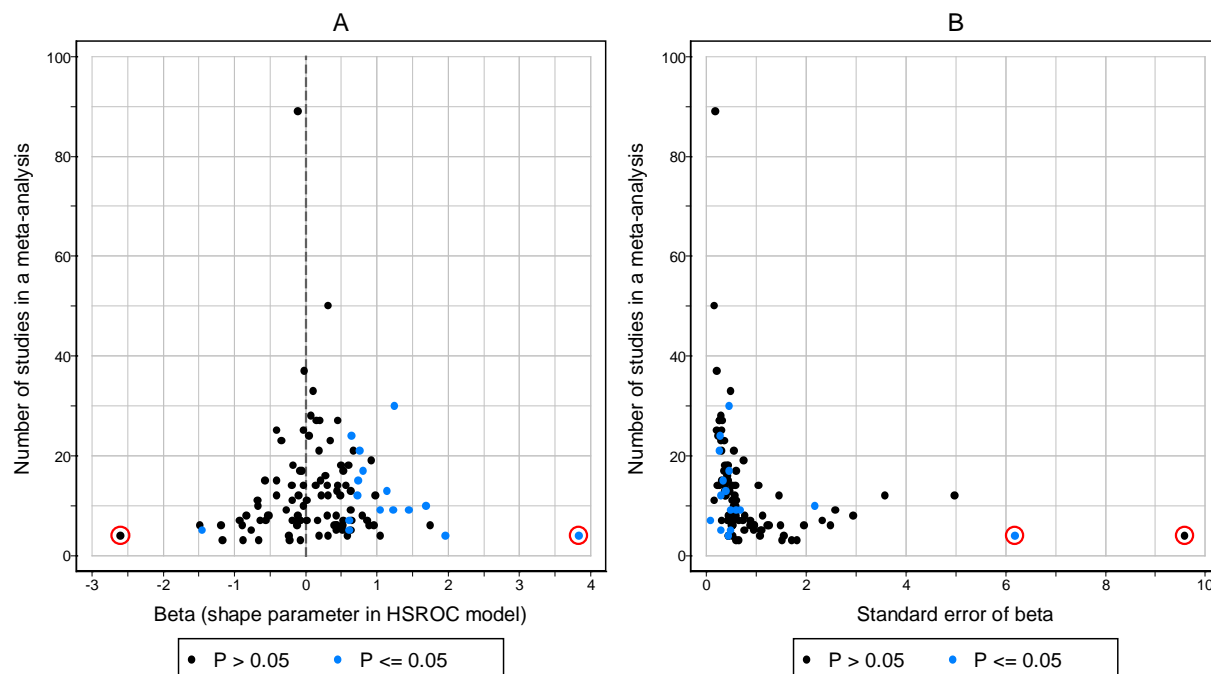 A
Number of studies in a meta-analysis
100
80
60
40
20
0
-3 -2 -1 0 1 2 3 4
Beta (shape parameter in HSROC model)
P > 0.05 P <= 0.05
B
Number of studies in a meta-analysis
100
80
60
40
20
0
0 2 4 6 8 10
Standard error of beta
P > 0.05 P <= 0.05